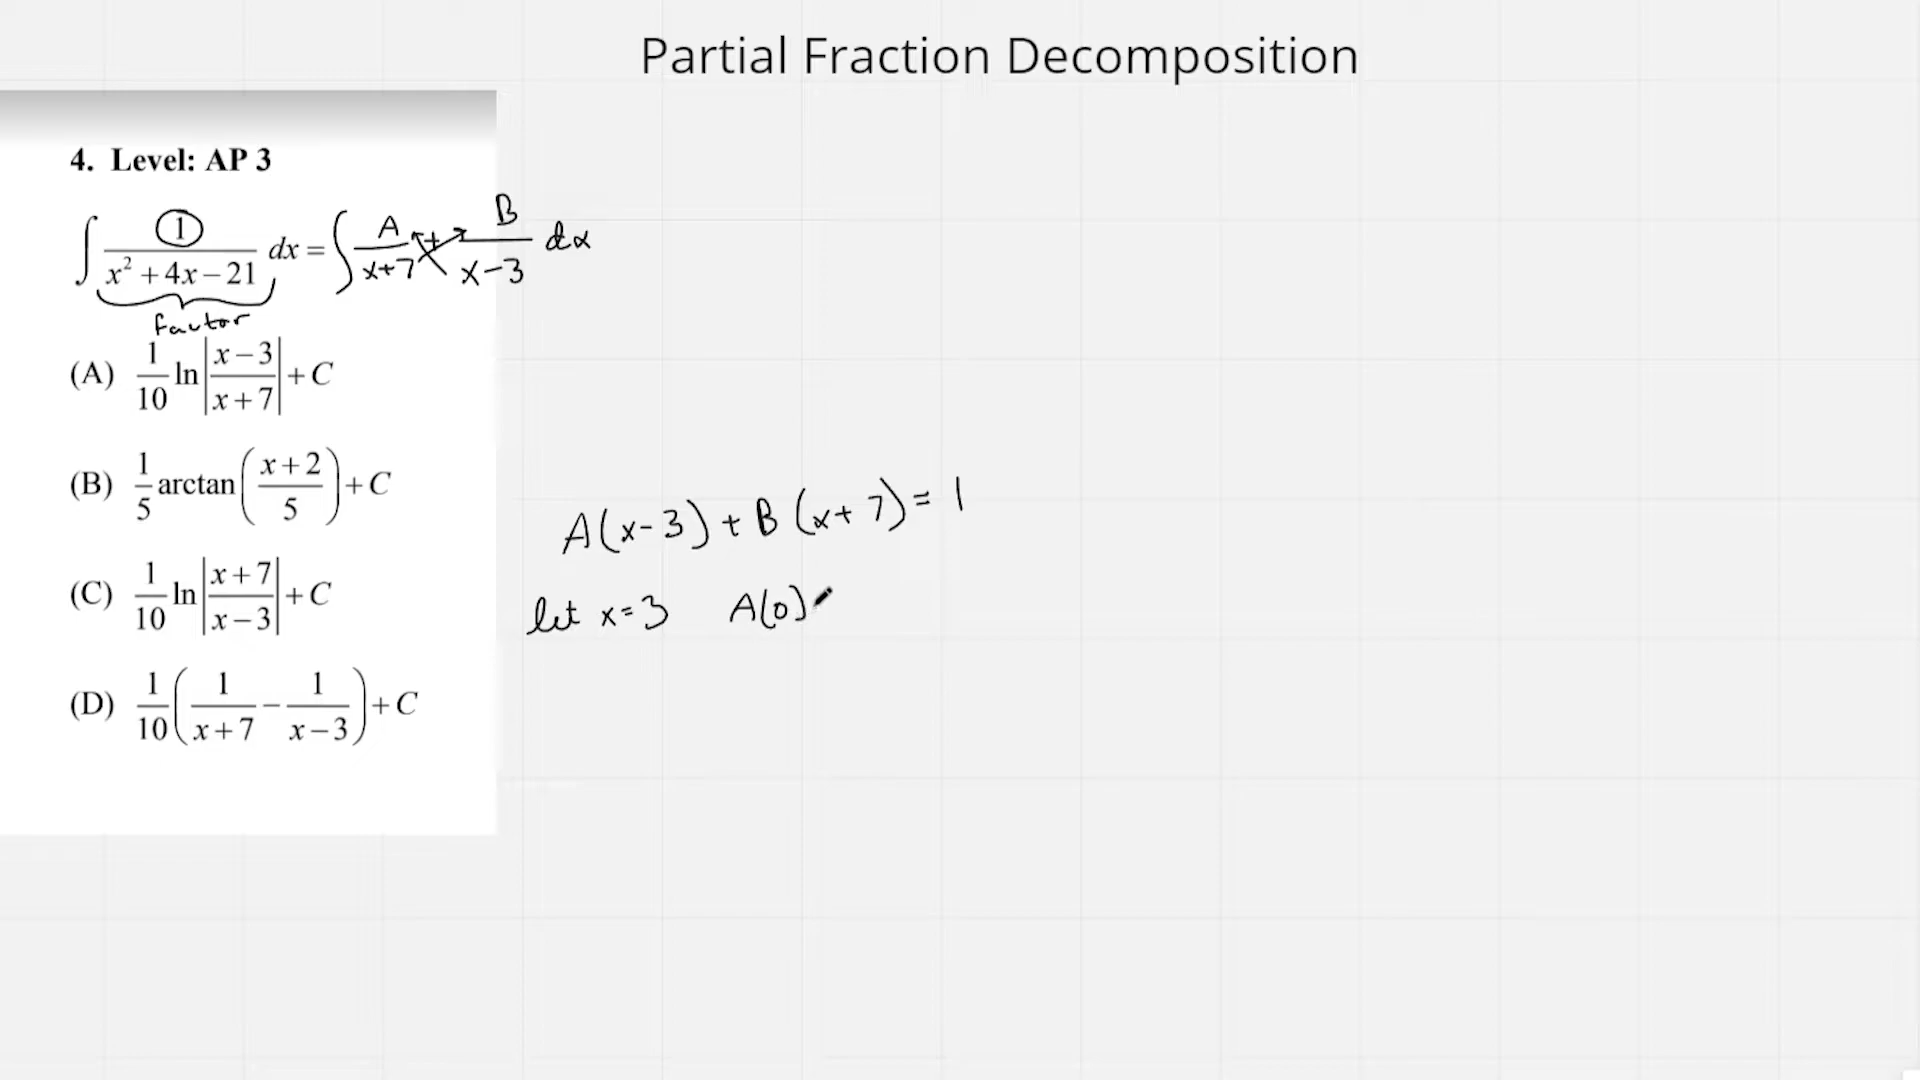 Partial Fraction Decomposition
4. Level: AP 3
∫ 1/(x² + 4x − 21) dx = ∫ A/(x+7) + B/(x−3) dx
factor
(A) 1/10 ln |(x − 3)/(x + 7)| + C
(B) 1/5 arctan((x + 2)/5) + C
(C) 1/10 ln |(x + 7)/(x − 3)| + C
(D) 1/10 (1/(x + 7) − 1/(x − 3)) + C
A(x-3) + B(x+7) = 1
let x=3 A(0)